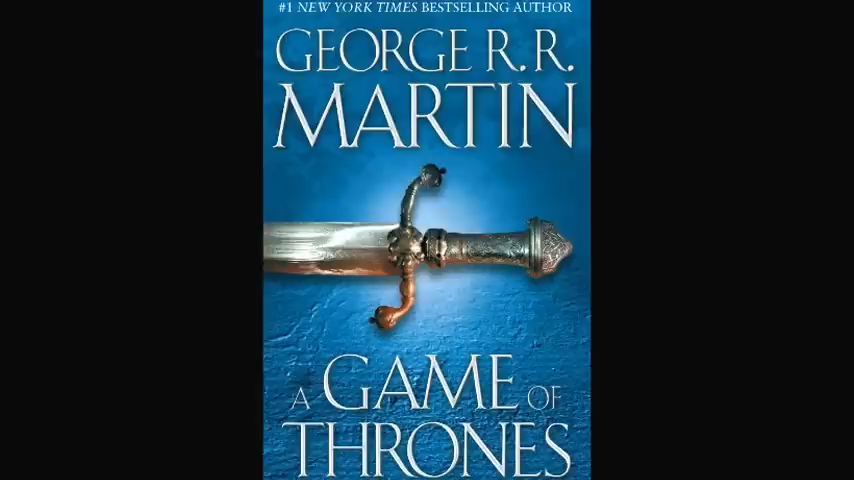 #1 NEW YORK TIMES BESTSELLING AUTHOR
GEORGE R. R.
MARTIN
A GAME OF
THRONES